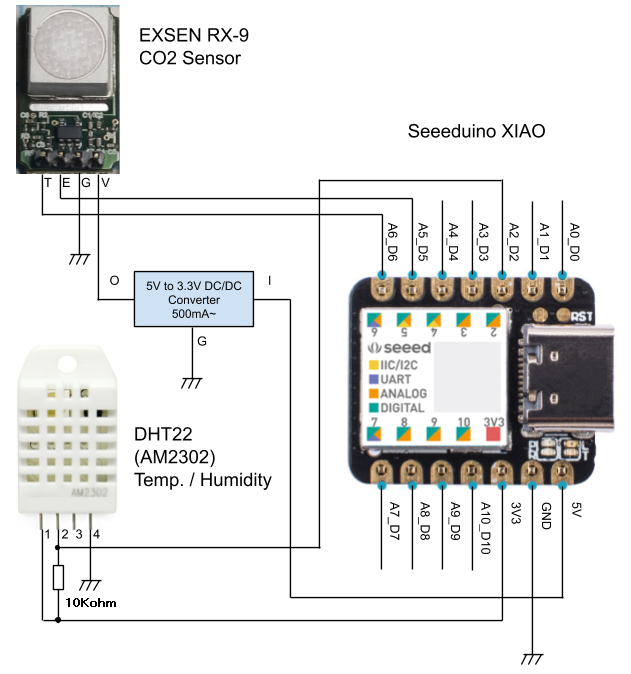 EXSEN RX-9
CO2 Sensor
Seeeduino XIAO
T E G V
A6_D6
A5_D5
A4_D4
A3_D3
A2_D2
A1_D1
A0_D0
O
5V to 3.3V DC/DC
Converter
500mA~
I
G
RST
6 5 4 3 2
seeed
IIC/I2C
UART
ANALOG
DIGITAL
7 8 9 10 3V3
DHT22
(AM2302)
Temp. / Humidity
AM2302
1 2 3 4
10Kohm
A7_D7
A8_D8
A9_D9
A10_D10
3V3
GND
5V